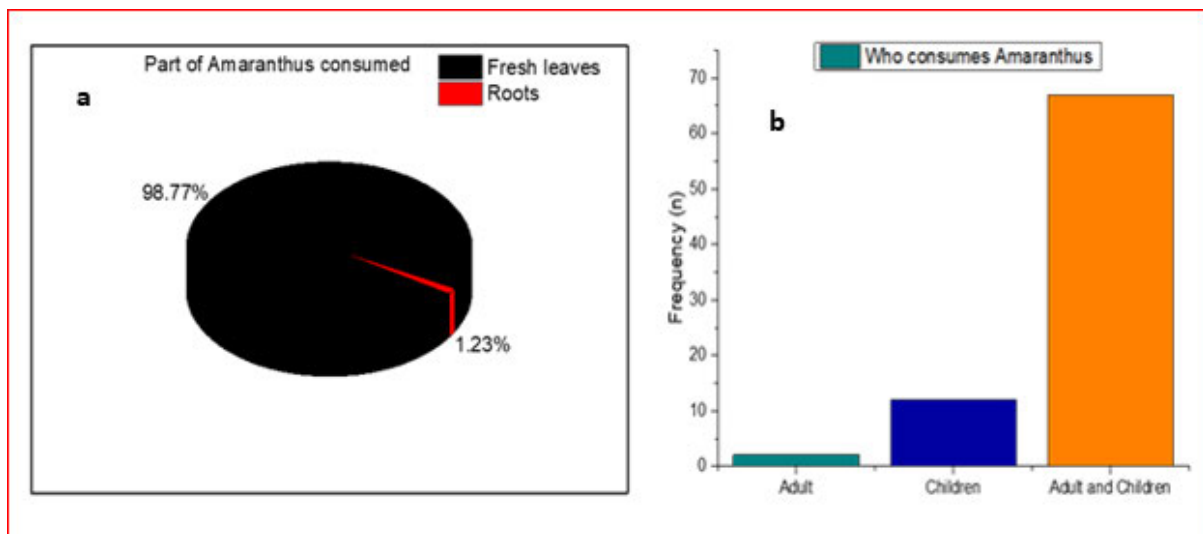 Part of Amaranthus consumed
Fresh leaves
Roots
a
98.77%
1.23%
Who consumes Amaranthus
b
Frequency (n)
70
60
50
40
30
20
10
0
Adult
Children
Adult and Children